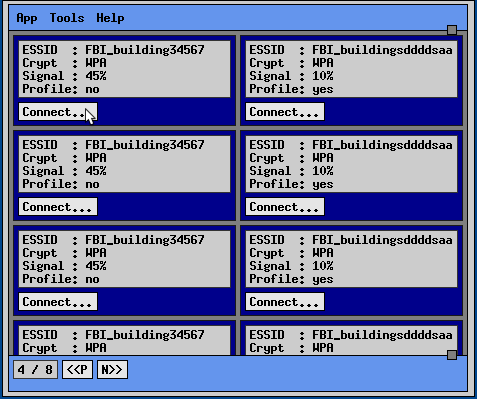 App Tools Help
ESSID : FBI_building34567
Crypt : WPA
Signal : 45%
Profile: no
Connect...
ESSID : FBI_buildingsddddsaa
Crypt : WPA
Signal : 10%
Profile: yes
Connect...
ESSID : FBI_building34567
Crypt : WPA
Signal : 45%
Profile: no
Connect...
ESSID : FBI_buildingsddddsaa
Crypt : WPA
Signal : 10%
Profile: yes
Connect...
ESSID : FBI_building34567
Crypt : WPA
Signal : 45%
Profile: no
Connect...
ESSID : FBI_buildingsddddsaa
Crypt : WPA
Signal : 10%
Profile: yes
Connect...
ESSID : FBI_building34567
Crypt : WPA
ESSID : FBI_buildingsddddsaa
Crypt : WPA
4 / 8 <<P N>>